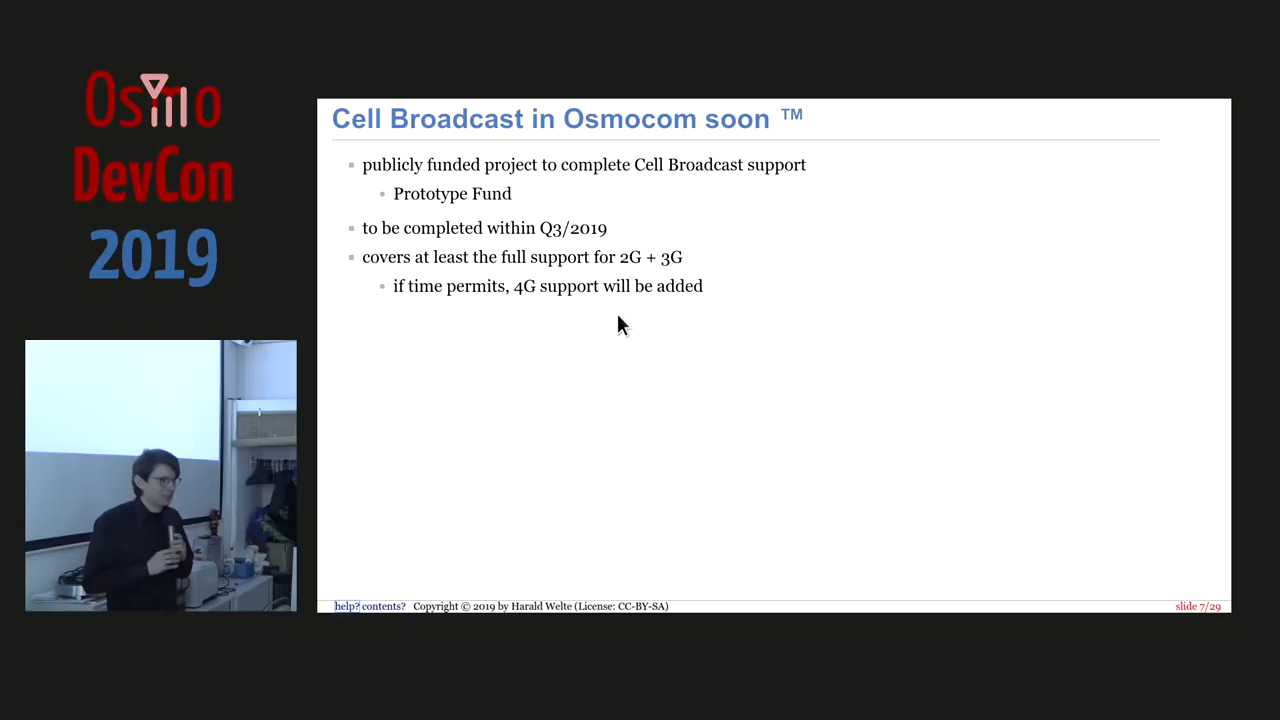 Osmo
DevCon
2019
Cell Broadcast in Osmocom soon ™
publicly funded project to complete Cell Broadcast support
Prototype Fund
to be completed within Q3/2019
covers at least the full support for 2G + 3G
if time permits, 4G support will be added
help? contents? Copyright © 2019 by Harald Welte (License: CC-BY-SA)
slide 7/29